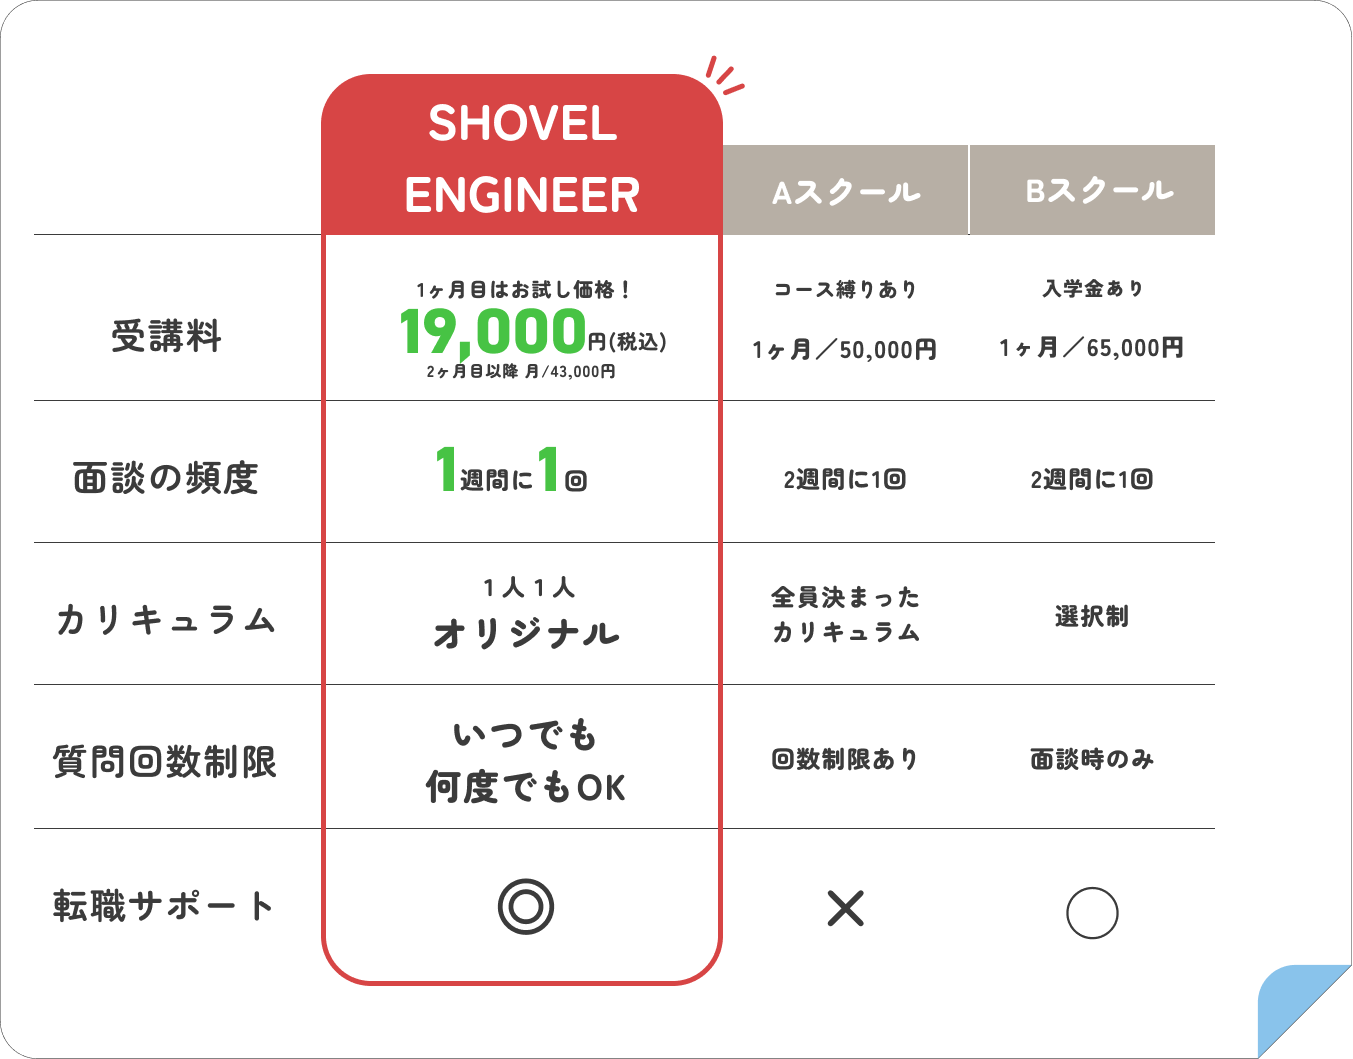 SHOVEL
ENGINEER
Aスクール
Bスクール
受講料
1ヶ月目はお試し価格！
19,000円(税込)
2ヶ月目以降 月/43,000円
コース縛りあり
1ヶ月／50,000円
入学金あり
1ヶ月／65,000円
面談の頻度
1週間に1回
2週間に1回
2週間に1回
カリキュラム
1人1人
オリジナル
全員決まった
カリキュラム
選択制
質問回数制限
いつでも
何度でもOK
回数制限あり
面談時のみ
転職サポート
◎
×
○